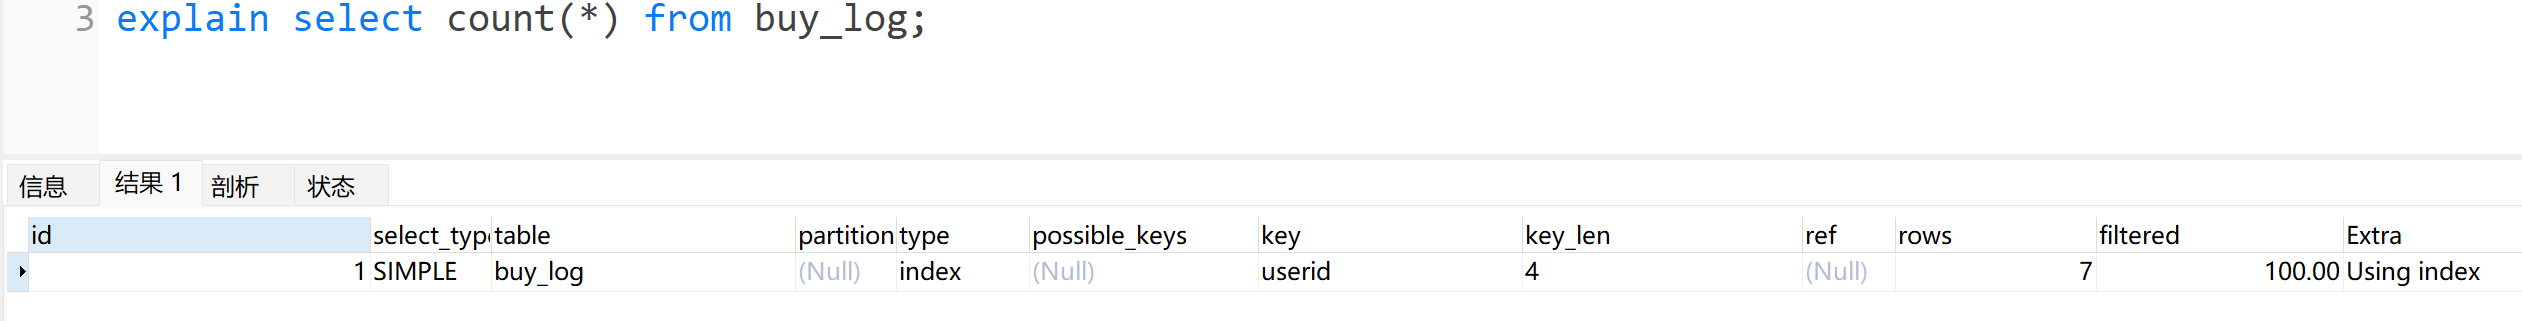 3 explain select count(*) from buy_log;
信息 结果 1 剖析 状态
id select_type table partition type possible_keys key key_len ref rows filtered Extra
1 SIMPLE buy_log (Null) index (Null) userid 4 (Null) 7 100.00 Using index